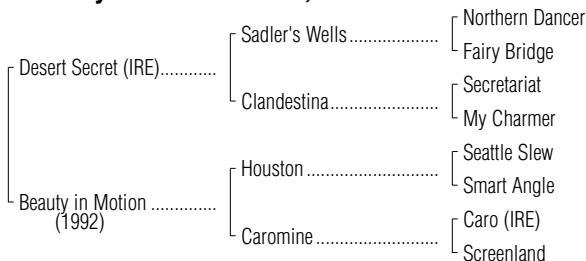 Northern Dancer
Sadler's Wells
Fairy Bridge
Desert Secret (IRE)
Secretariat
Clandestina
My Charmer
Seattle Slew
Houston
Smart Angle
Beauty in Motion
(1992)
Caro (IRE)
Caromine
Screenland